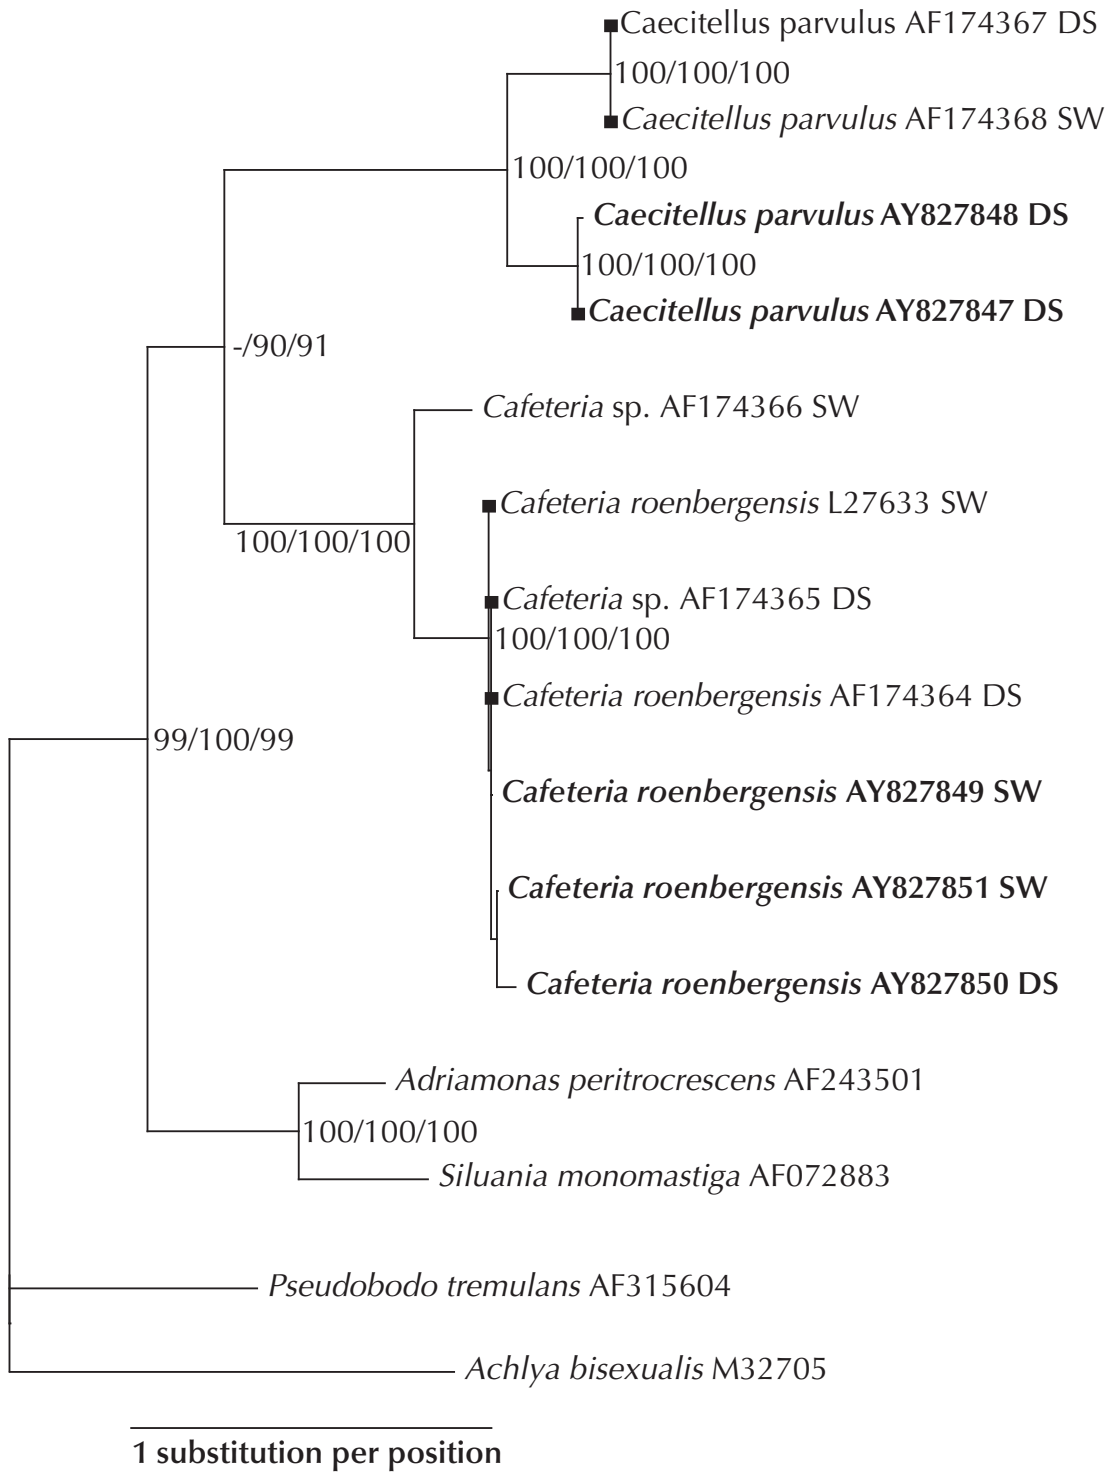 Caecitellus parvulus AF174367 DS
100/100/100
Caecitellus parvulus AF174368 SW
100/100/100
Caecitellus parvulus AY827848 DS
100/100/100
Caecitellus parvulus AY827847 DS
-/90/91
Cafeteria sp. AF174366 SW
Cafeteria roenbergensis L27633 SW
100/100/100
Cafeteria sp. AF174365 DS
100/100/100
Cafeteria roenbergensis AF174364 DS
99/100/99
Cafeteria roenbergensis AY827849 SW
Cafeteria roenbergensis AY827851 SW
Cafeteria roenbergensis AY827850 DS
Adriamonas peritrocrescens AF243501
100/100/100
Siluania monomastiga AF072883
Pseudobodo tremulans AF315604
Achlya bisexualis M32705
1 substitution per position